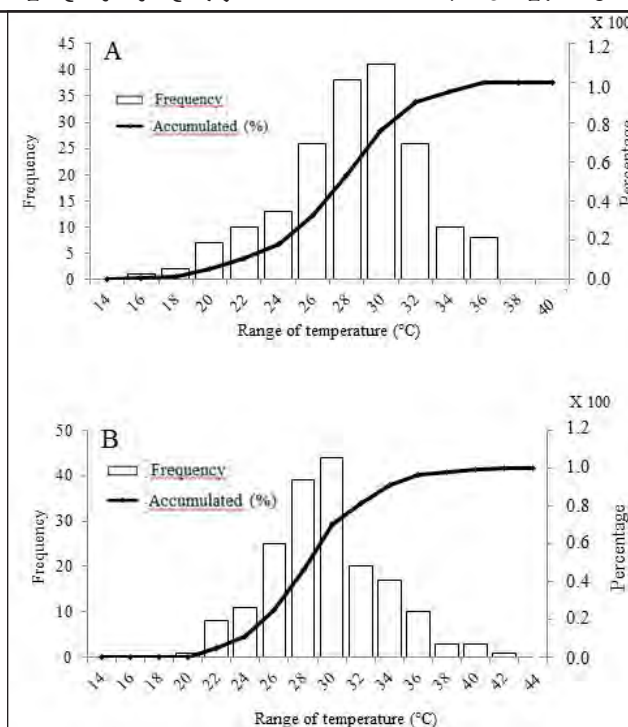 X 100
A
45
40
35
30
25
20
15
10
5
0
Frequency
Frequency
Accumulated (%)
1.2
1.0
0.8
0.6
0.4
0.2
0.0
Percentage
14 16 18 20 22 24 26 28 30 32 34 36 38 40
Range of temperature (°C)
X 100
B
50
40
30
20
10
0
Frequency
Frequency
Accumulated (%)
1.2
1.0
0.8
0.6
0.4
0.2
0.0
Percentage
14 16 18 20 22 24 26 28 30 32 34 36 38 40 42 44
Range of temperature (°C)